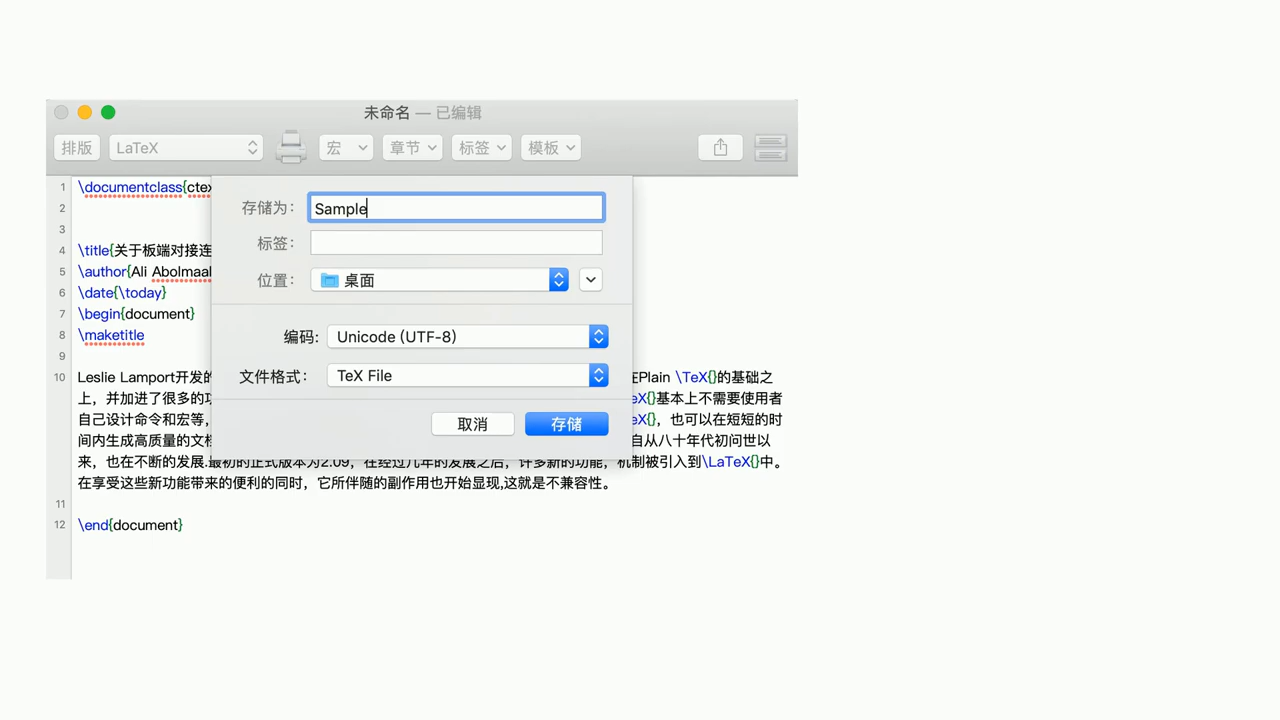 未命名 — 已编辑
排版 LaTeX 宏 章节 标签 模板
1 \documentclass{ctex
2
3
4 \title{关于板端对接连
5 \author{Ali Abolmaal
6 \date{\today}
7 \begin{document}
8 \maketitle
9
存储为： Sample
标签：
位置： 桌面
编码: Unicode (UTF-8)
文件格式： TeX File
取消 存储
10 Leslie Lamport开发的 在Plain \TeX{}的基础之
上，并加进了很多的功 eX{}基本上不需要使用者
自己设计命令和宏等， eX{}，也可以在短短的时
间内生成高质量的文档 自从八十年代初问世以
来，也在不断的发展.最初的正式版本为2.09，在经过几年的发展之后，许多新的功能，机制被引入到\LaTeX{}中。
在享受这些新功能带来的便利的同时，它所伴随的副作用也开始显现,这就是不兼容性。
11
12 \end{document}